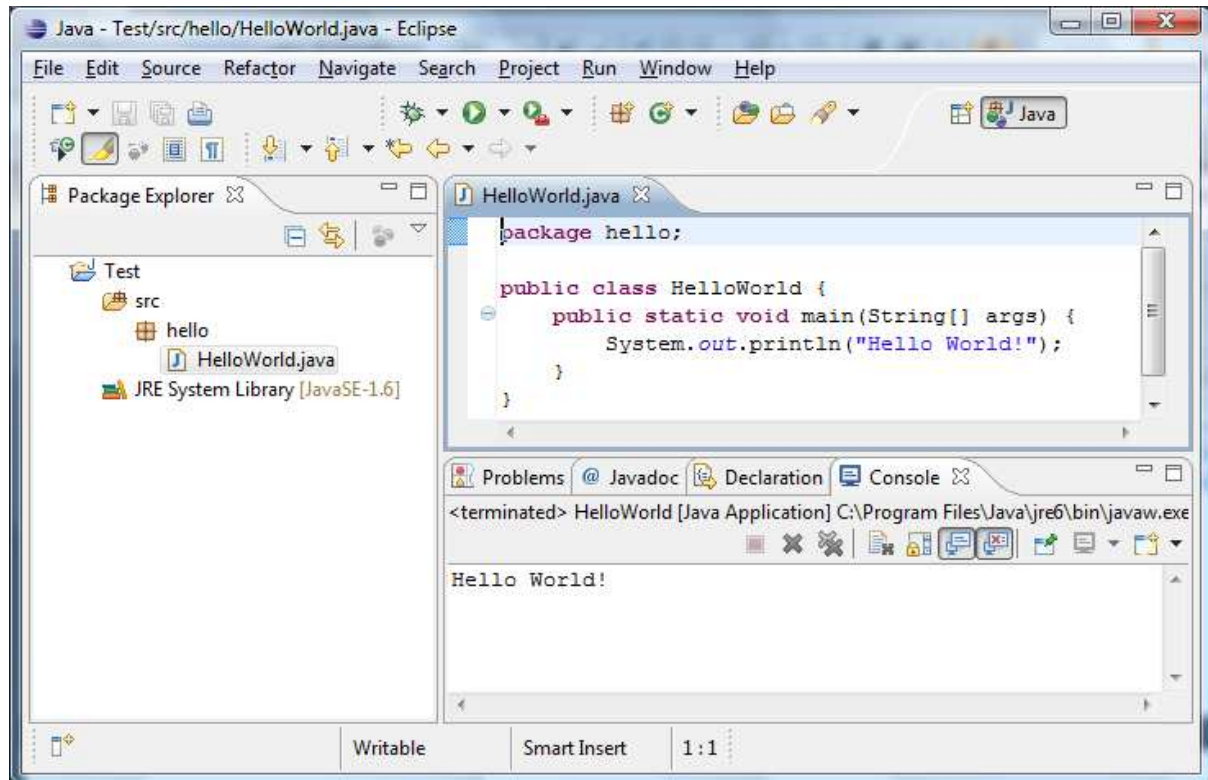 Java - Test/src/hello/HelloWorld.java - Eclipse
File Edit Source Refactor Navigate Search Project Run Window Help
Java
Package Explorer
Test
src
hello
HelloWorld.java
JRE System Library [JavaSE-1.6]
HelloWorld.java
package hello;
public class HelloWorld {
public static void main(String[] args) {
System.out.println("Hello World!");
}
}
Problems @ Javadoc Declaration Console
<terminated> HelloWorld [Java Application] C:\Program Files\Java\jre6\bin\javaw.exe
Hello World!
Writable Smart Insert 1:1